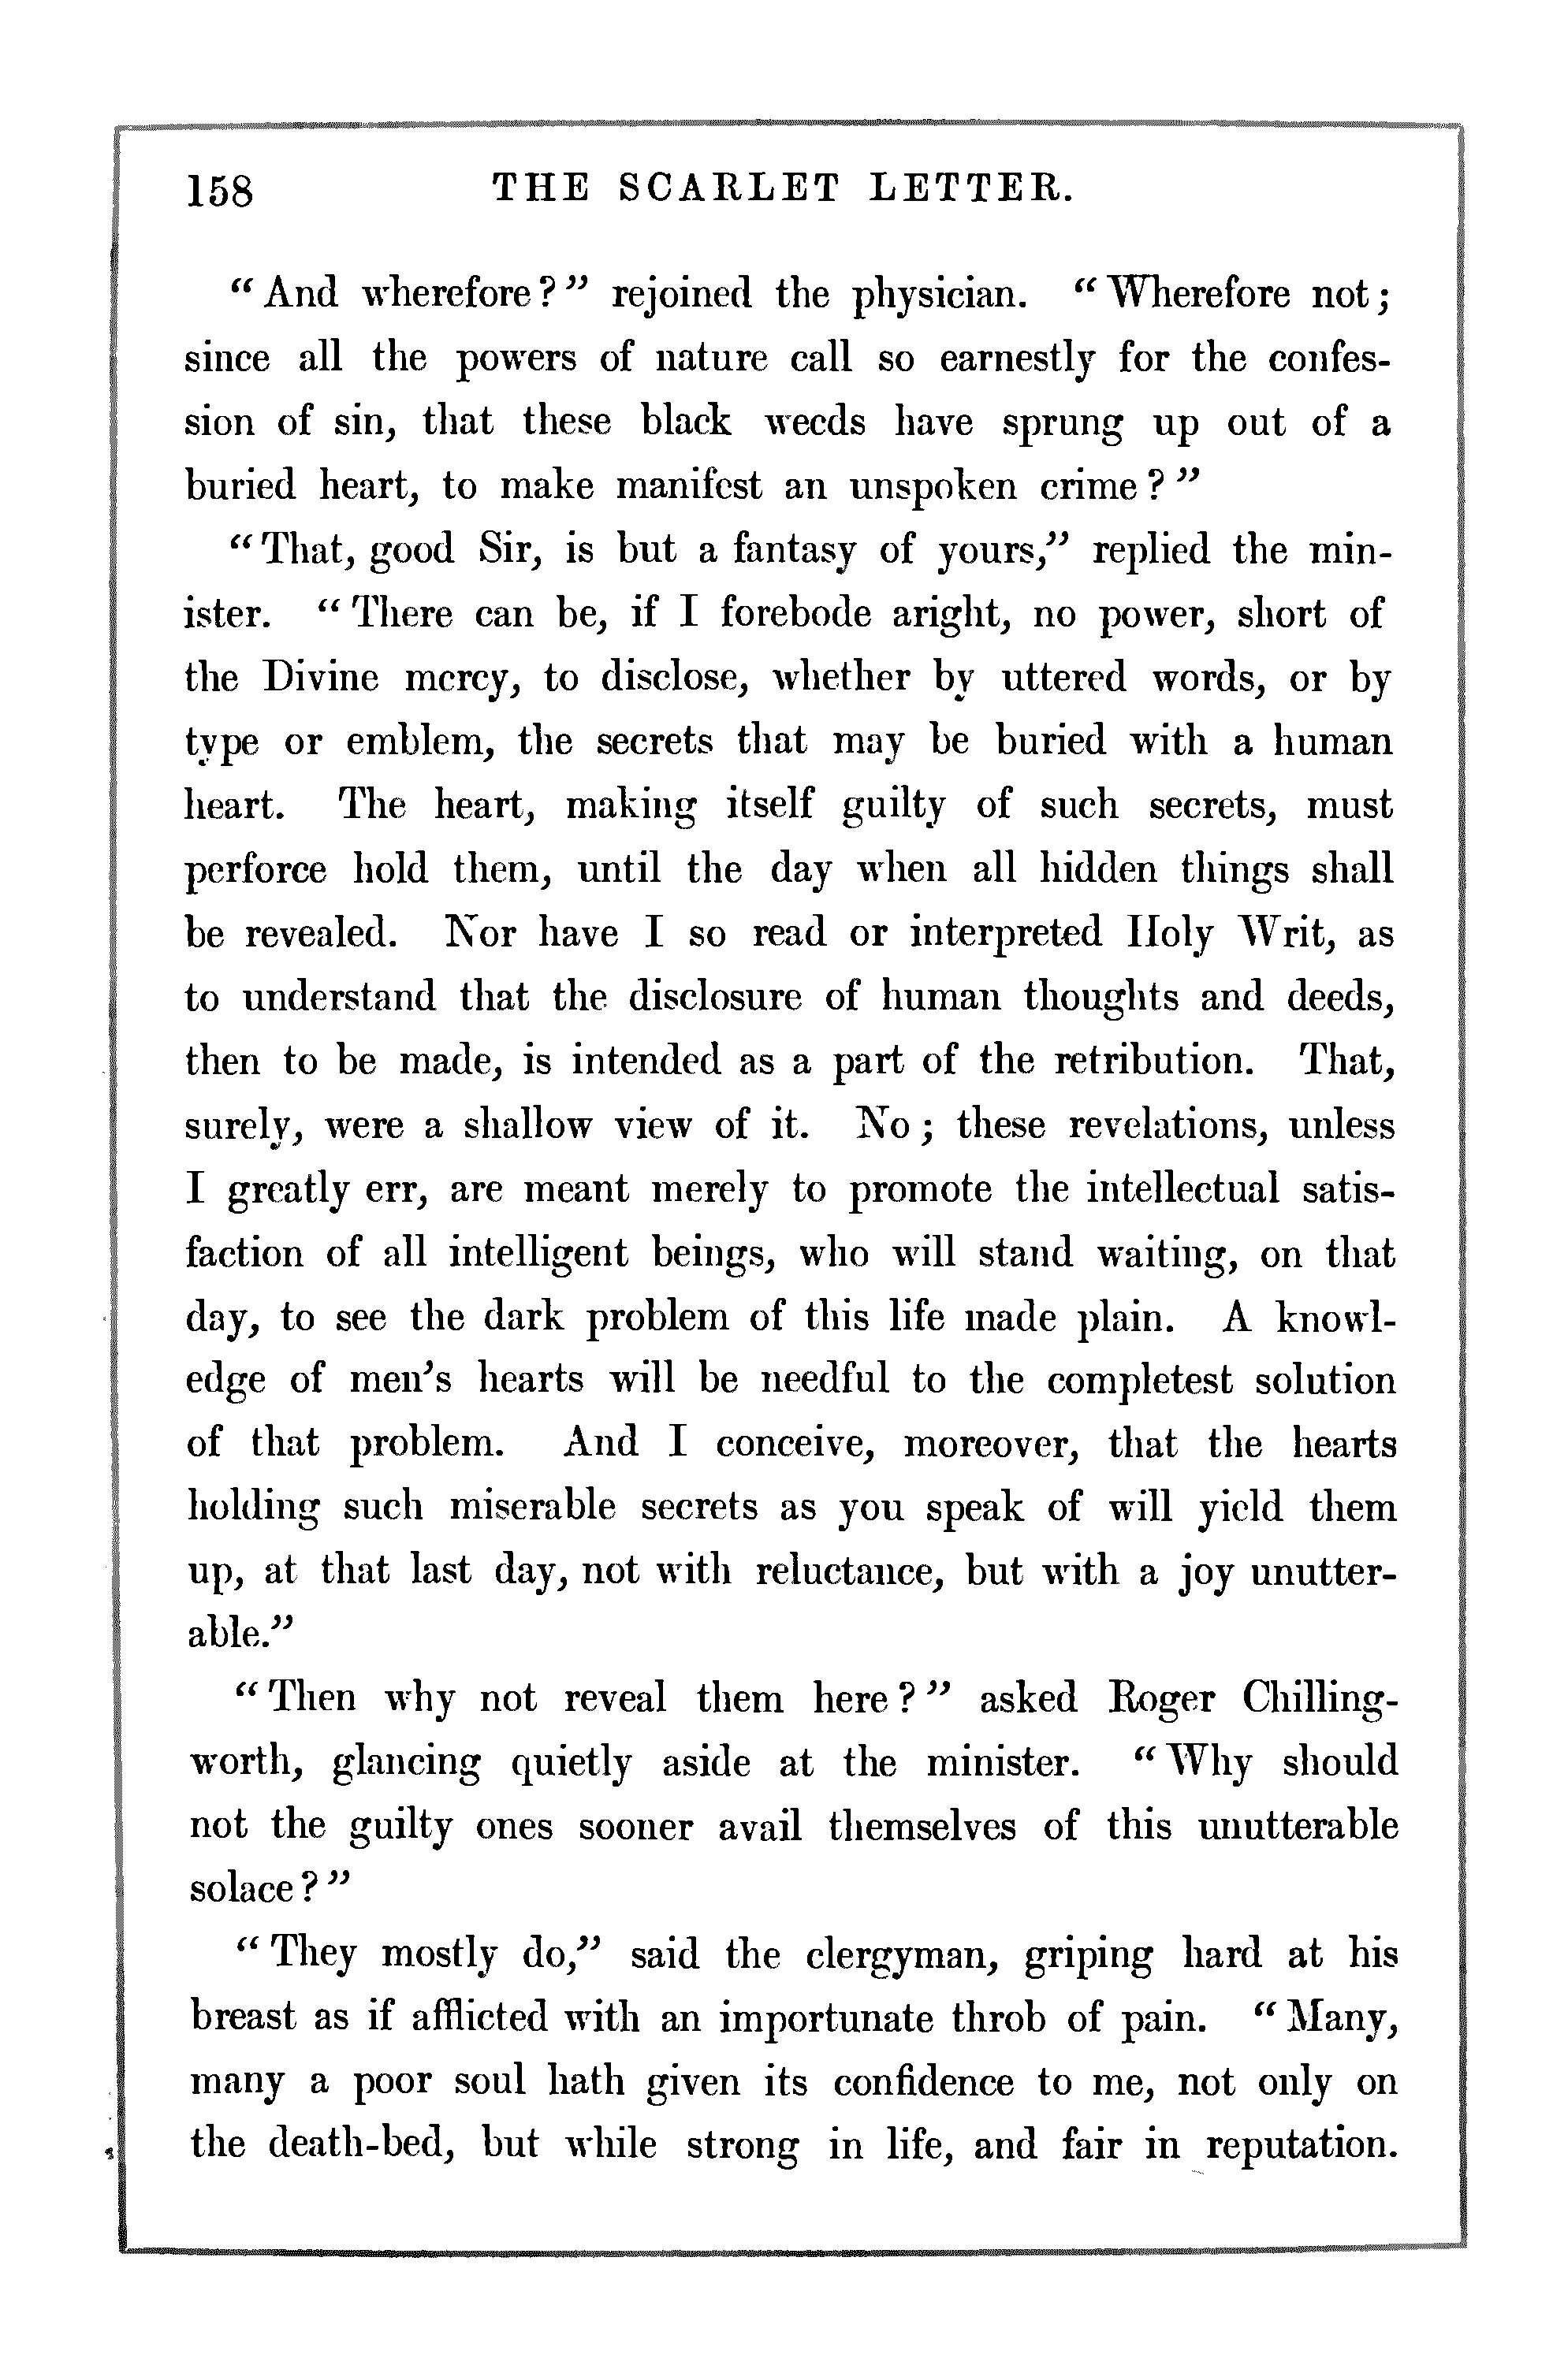 158 THE SCARLET LETTER.
“And wherefore?” rejoined the physician. “Wherefore not;
since all the powers of nature call so earnestly for the confes-
sion of sin, that these black weeds have sprung up out of a
buried heart, to make manifest an unspoken crime?”
“That, good Sir, is but a fantasy of yours,” replied the min-
ister. “There can be, if I forebode aright, no power, short of
the Divine mercy, to disclose, whether by uttered words, or by
type or emblem, the secrets that may be buried with a human
heart. The heart, making itself guilty of such secrets, must
perforce hold them, until the day when all hidden things shall
be revealed. Nor have I so read or interpreted Holy Writ, as
to understand that the disclosure of human thoughts and deeds,
then to be made, is intended as a part of the retribution. That,
surely, were a shallow view of it. No; these revelations, unless
I greatly err, are meant merely to promote the intellectual satis-
faction of all intelligent beings, who will stand waiting, on that
day, to see the dark problem of this life made plain. A knowl-
edge of men’s hearts will be needful to the completest solution
of that problem. And I conceive, moreover, that the hearts
holding such miserable secrets as you speak of will yield them
up, at that last day, not with reluctance, but with a joy unutter-
able.”
“Then why not reveal them here?” asked Roger Chilling-
worth, glancing quietly aside at the minister. “Why should
not the guilty ones sooner avail themselves of this unutterable
solace?”
“They mostly do,” said the clergyman, griping hard at his
breast as if afflicted with an importunate throb of pain. “Many,
many a poor soul hath given its confidence to me, not only on
the death-bed, but while strong in life, and fair in reputation.